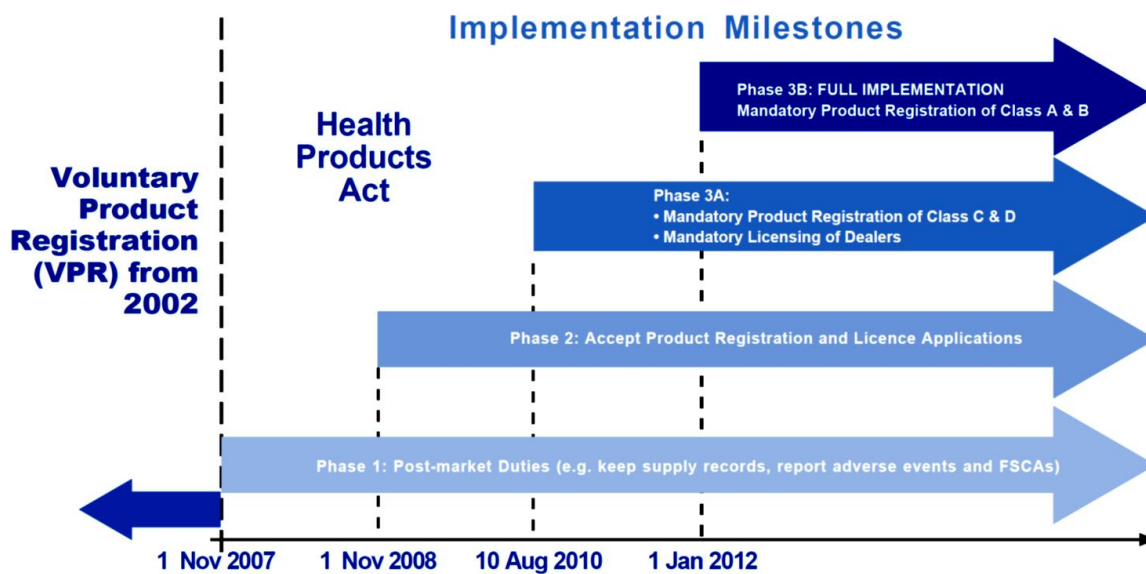 Implementation Milestones
Phase 3B: FULL IMPLEMENTATION
Mandatory Product Registration of Class A & B
Health
Products
Act
Voluntary
Product
Registration
(VPR) from
2002
Phase 3A:
• Mandatory Product Registration of Class C & D
• Mandatory Licensing of Dealers
Phase 2: Accept Product Registration and Licence Applications
Phase 1: Post-market Duties (e.g. keep supply records, report adverse events and FSCAs)
1 Nov 2007
1 Nov 2008
10 Aug 2010
1 Jan 2012